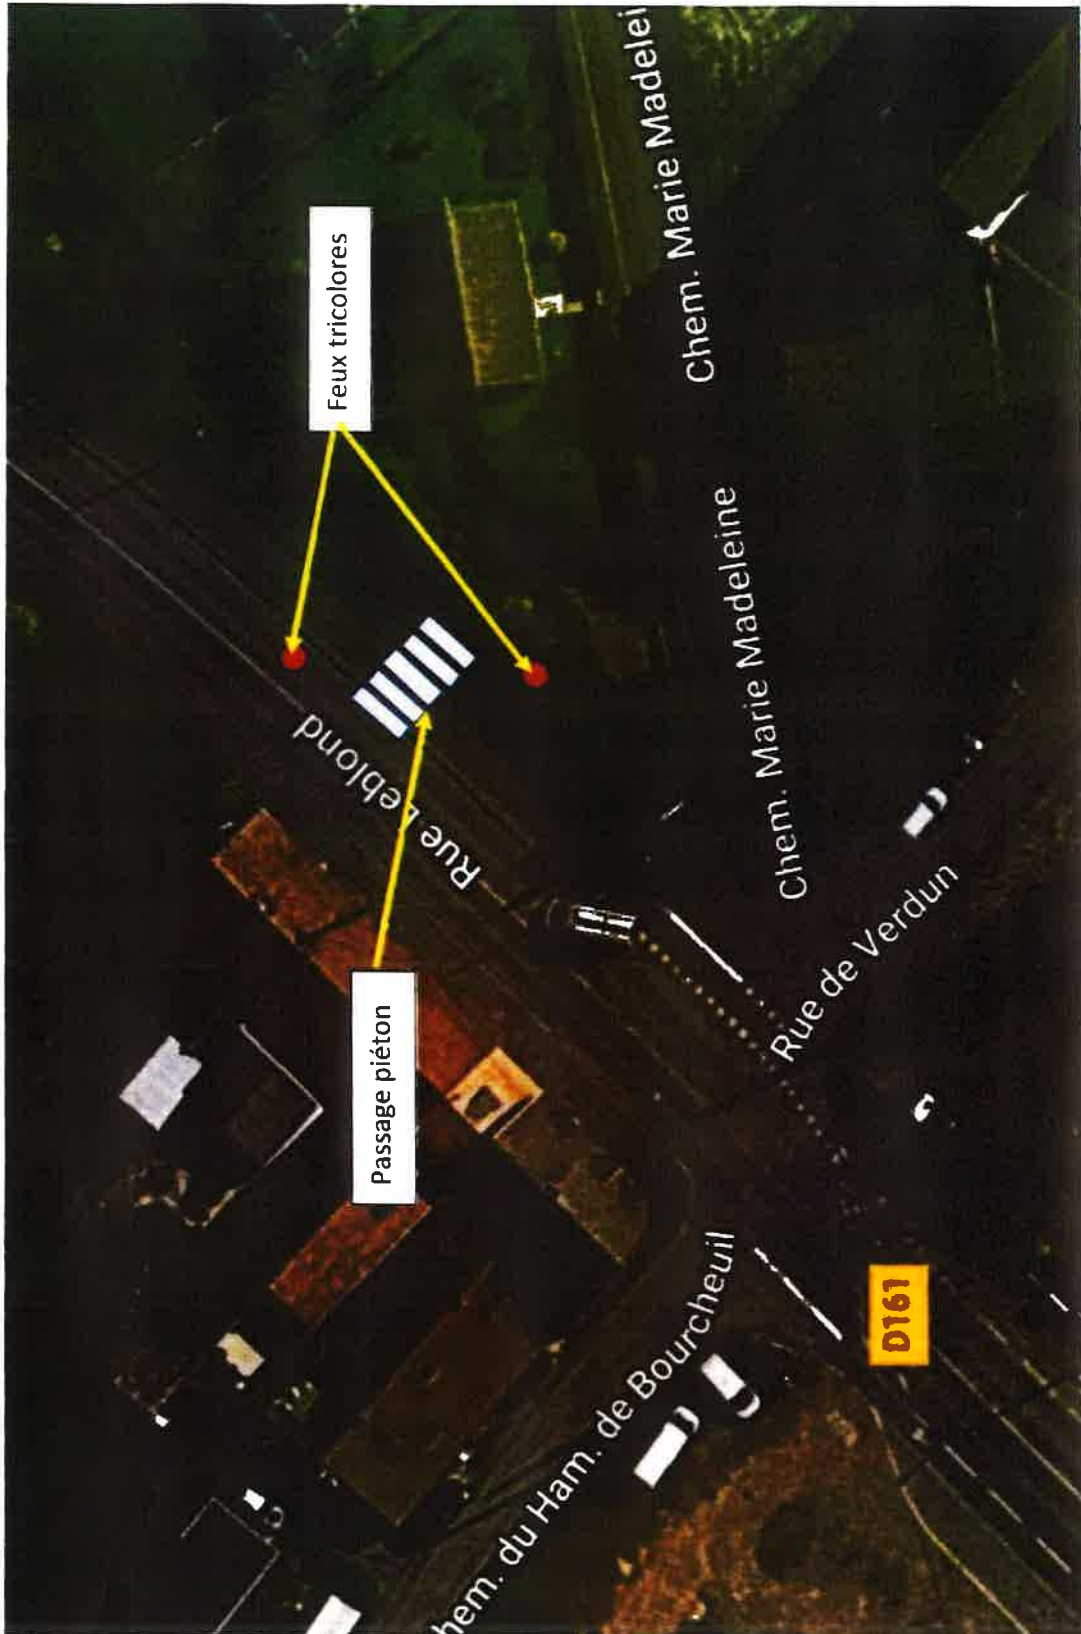 Feux tricolores
Chem. Marie Madelei
Passage piéton
Rue Leblond
Chem. Marie Madeleine
Rue de Verdun
hem. du Ham. de Bourcheuil
D161